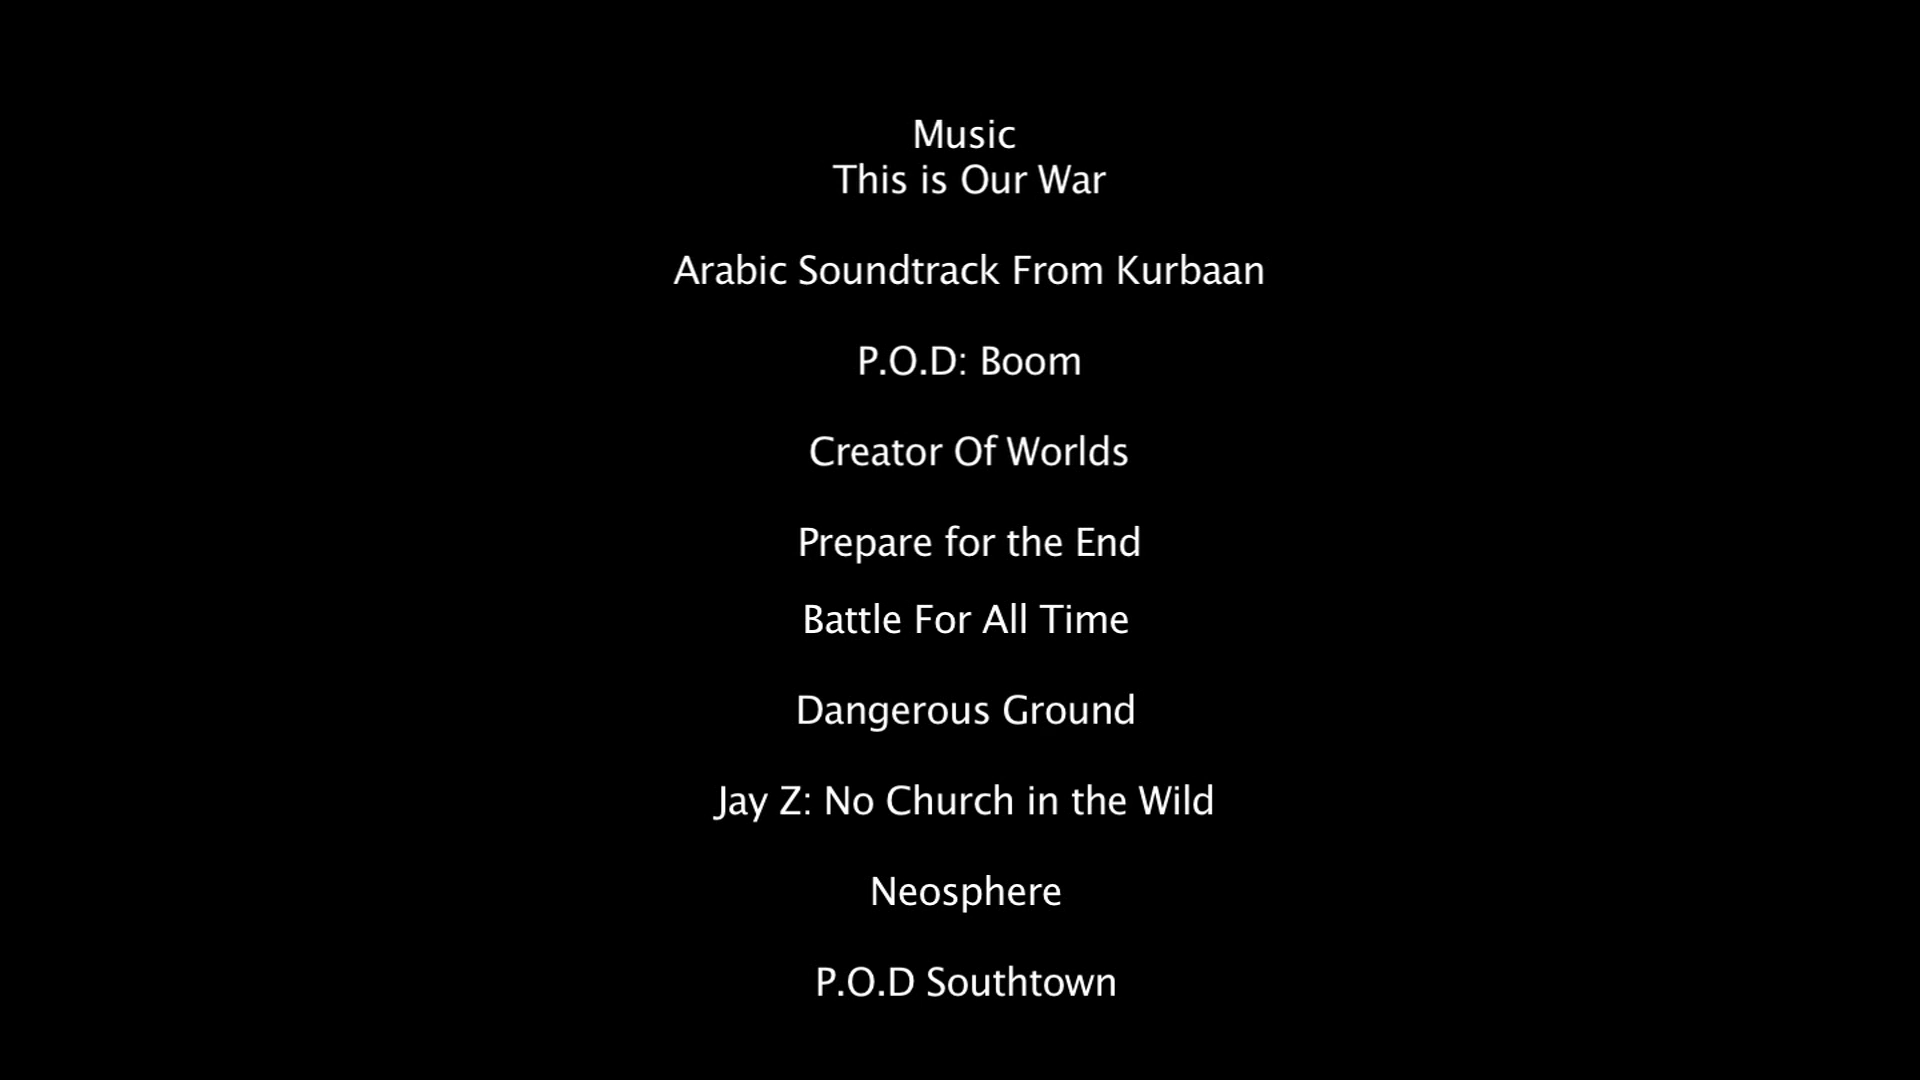 Music
This is Our War
Arabic Soundtrack From Kurbaan
P.O.D: Boom
Creator Of Worlds
Prepare for the End
Battle For All Time
Dangerous Ground
Jay Z: No Church in the Wild
Neosphere
P.O.D Southtown